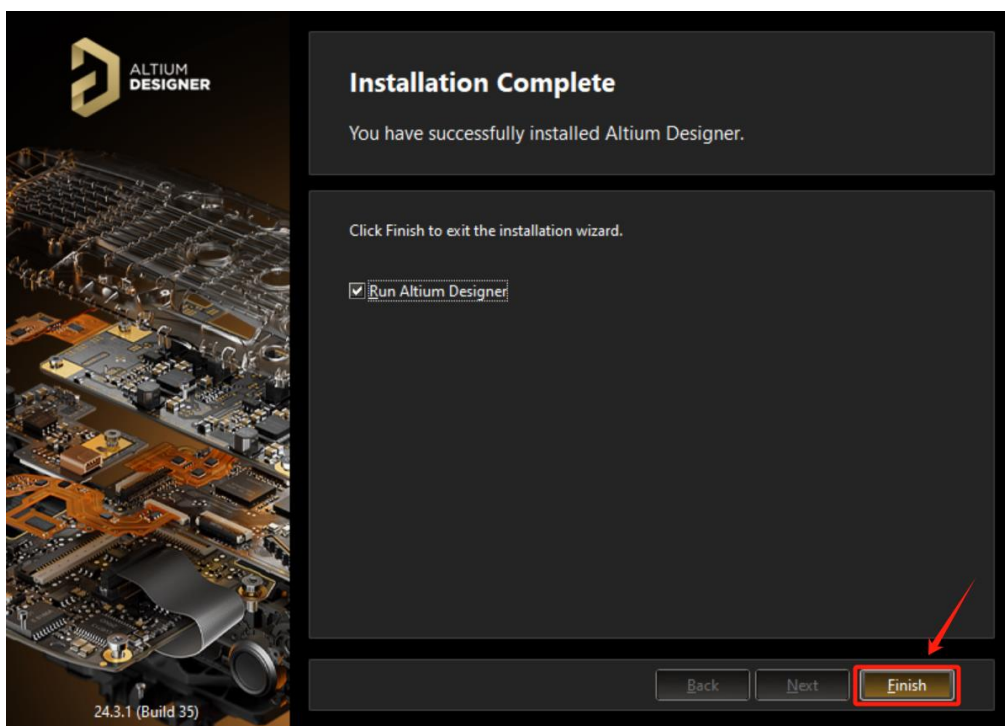 ALTIUM
DESIGNER
Installation Complete
You have successfully installed Altium Designer.
Click Finish to exit the installation wizard.
Run Altium Designer
Back
Next
Finish
24.3.1 (Build 35)